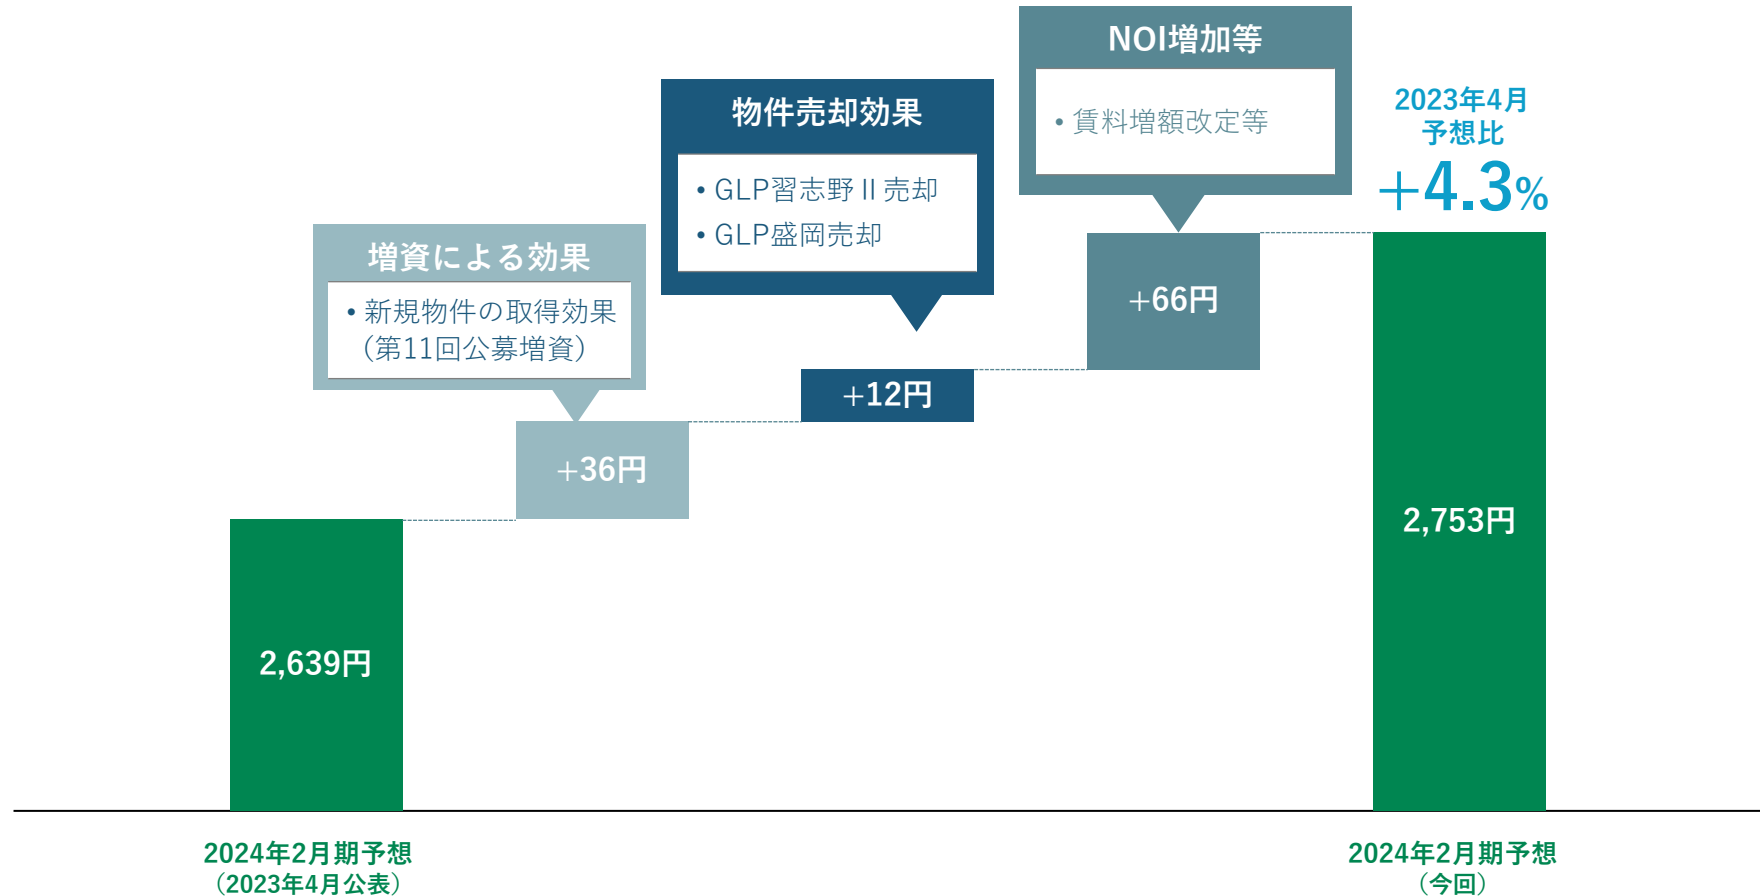 NOI増加等
• 賃料増額改定等
物件売却効果
• GLP習志野Ⅱ売却
• GLP盛岡売却
増資による効果
• 新規物件の取得効果
（第11回公募増資）
2023年4月
予想比
+4.3%
+66円
+12円
+36円
2,639円
2,753円
2024年2月期予想
（2023年4月公表）
2024年2月期予想
（今回）